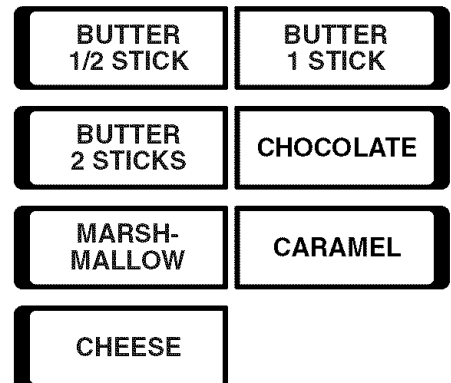 BUTTER
1/2 STICK
BUTTER
1 STICK
BUTTER
2 STICKS
CHOCOLATE
MARSH-
MALLOW
CARAMEL
CHEESE